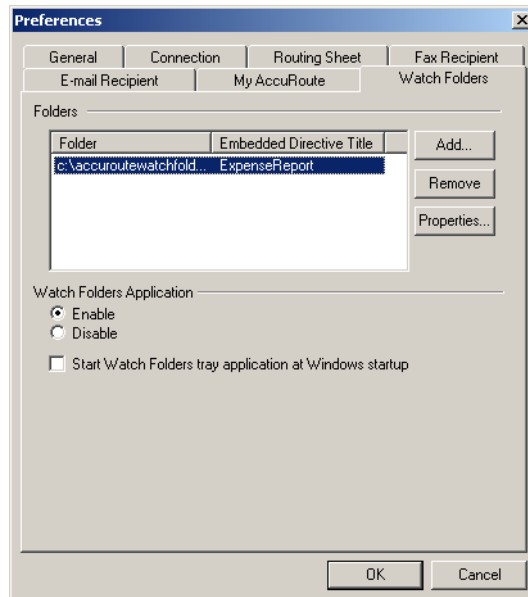 Preferences
General Connection Routing Sheet Fax Recipient
E-mail Recipient My AccuRoute Watch Folders
Folders
Folder Embedded Directive Title
c:\accuroutewatchfold... ExpenseReport
Add...
Remove
Properties...
Watch Folders Application
Enable
Disable
Start Watch Folders tray application at Windows startup
OK Cancel